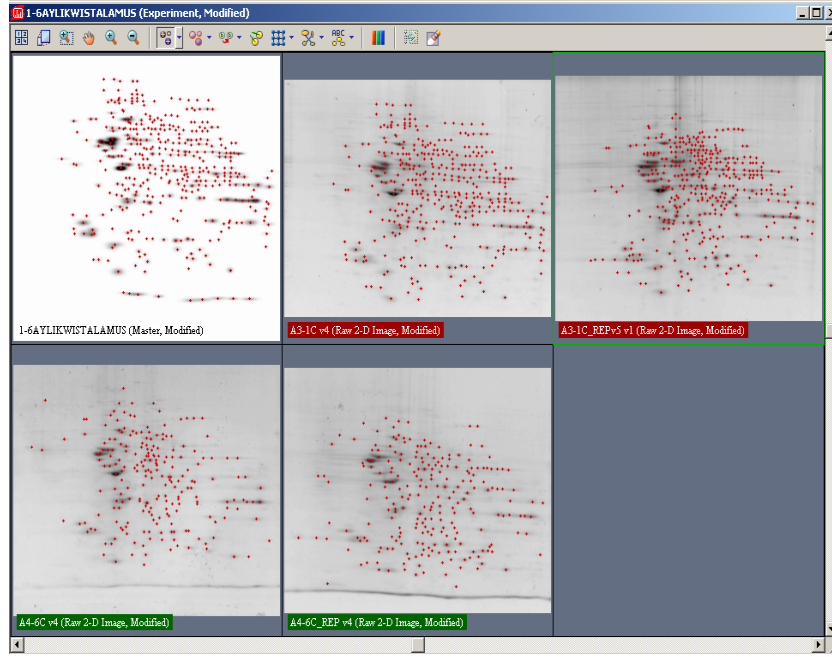 1-6AYLIKWISTALAMUS (Experiment, Modified)
ABC
1-6AYLIKWISTALAMUS (Master, Modified)
A3-1C v4 (Raw 2-D Image, Modified)
A3-1C_REPv5 v1 (Raw 2-D Image, Modified)
A4-6C v4 (Raw 2-D Image, Modified)
A4-6C_REP v4 (Raw 2-D Image, Modified)